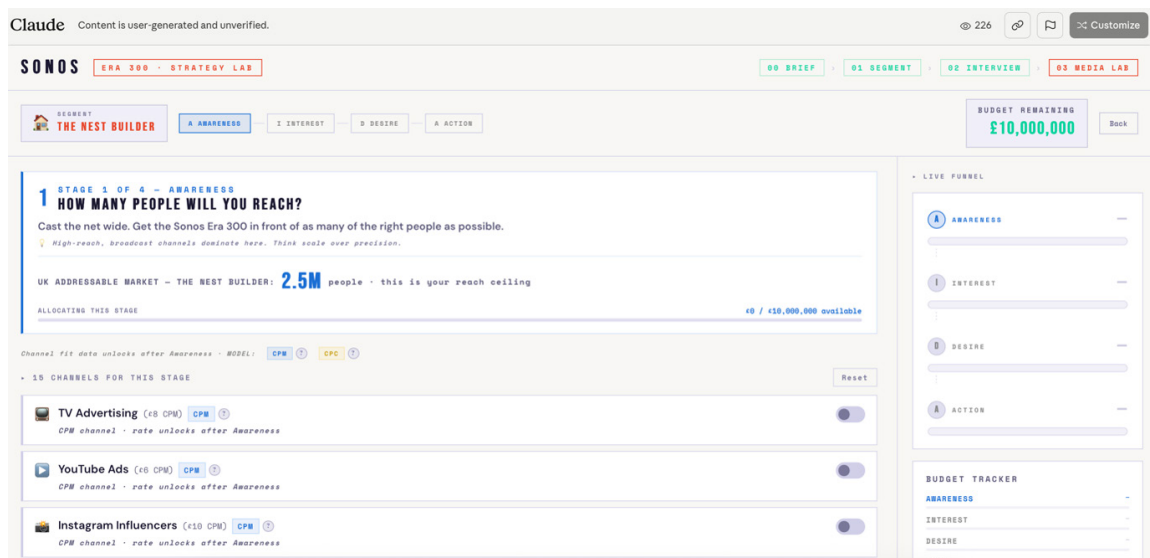 Claude Content is user-generated and unverified. 226 Customize
SONOS ERA 300 · STRATEGY LAB 00 BRIEF › 01 SEGMENT › 02 INTERVIEW › 03 MEDIA LAB
SEGMENT
THE NEST BUILDER
A AWARENESS I INTEREST D DESIRE A ACTION
BUDGET REMAINING
£10,000,000
Back
1
STAGE 1 OF 4 — AWARENESS
HOW MANY PEOPLE WILL YOU REACH?
Cast the net wide. Get the Sonos Era 300 in front of as many of the right people as possible.
High-reach, broadcast channels dominate here. Think scale over precision.
UK ADDRESSABLE MARKET — THE NEST BUILDER: 2.5M people · this is your reach ceiling
ALLOCATING THIS STAGE £0 / £10,000,000 available
Channel fit data unlocks after Awareness · MODEL: CPM ? CPC ?
▸ 15 CHANNELS FOR THIS STAGE Reset
TV Advertising (£8 CPM) CPM ?
CPM channel · rate unlocks after Awareness
YouTube Ads (£6 CPM) CPM ?
CPM channel · rate unlocks after Awareness
Instagram Influencers (£10 CPM) CPM ?
CPM channel · rate unlocks after Awareness
▸ LIVE FUNNEL
A AWARENESS —
I INTEREST —
D DESIRE —
A ACTION —
BUDGET TRACKER
AWARENESS –
INTEREST –
DESIRE –